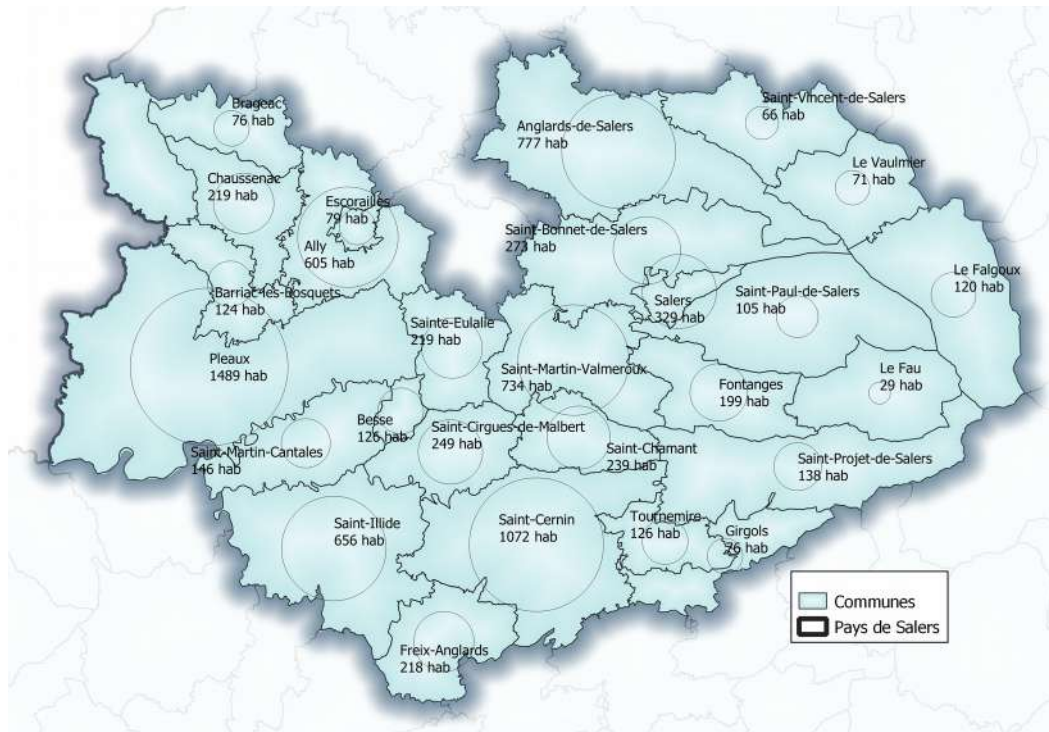 Brageac
76 hab
Saint-Vincent-de-Salers
66 hab
Anglards-de-Salers
777 hab
Le Vaulmier
71 hab
Chaussenac
219 hab
Escorailles
79 hab
Ally
605 hab
Saint-Bonnet-de-Salers
273 hab
Le Falgoux
120 hab
Barriac-les-Bosquets
124 hab
Salers
329 hab
Saint-Paul-de-Salers
105 hab
Sainte-Eulalie
219 hab
Pleaux
1489 hab
Saint-Martin-Valmeroux
734 hab
Fontanges
199 hab
Le Fau
29 hab
Besse
126 hab
Saint-Cirgues-de-Malbert
249 hab
Saint-Martin-Cantales
146 hab
Saint-Chamant
239 hab
Saint-Projet-de-Salers
138 hab
Saint-Illide
656 hab
Saint-Cernin
1072 hab
Tournemire
126 hab
Girgols
76 hab
Freix-Anglards
218 hab
Communes
Pays de Salers